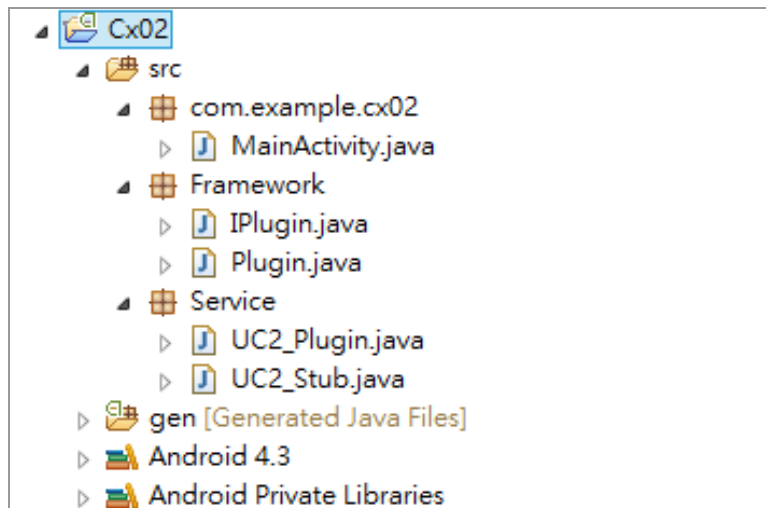 Cx02
src
com.example.cx02
MainActivity.java
Framework
IPlugin.java
Plugin.java
Service
UC2_Plugin.java
UC2_Stub.java
gen [Generated Java Files]
Android 4.3
Android Private Libraries